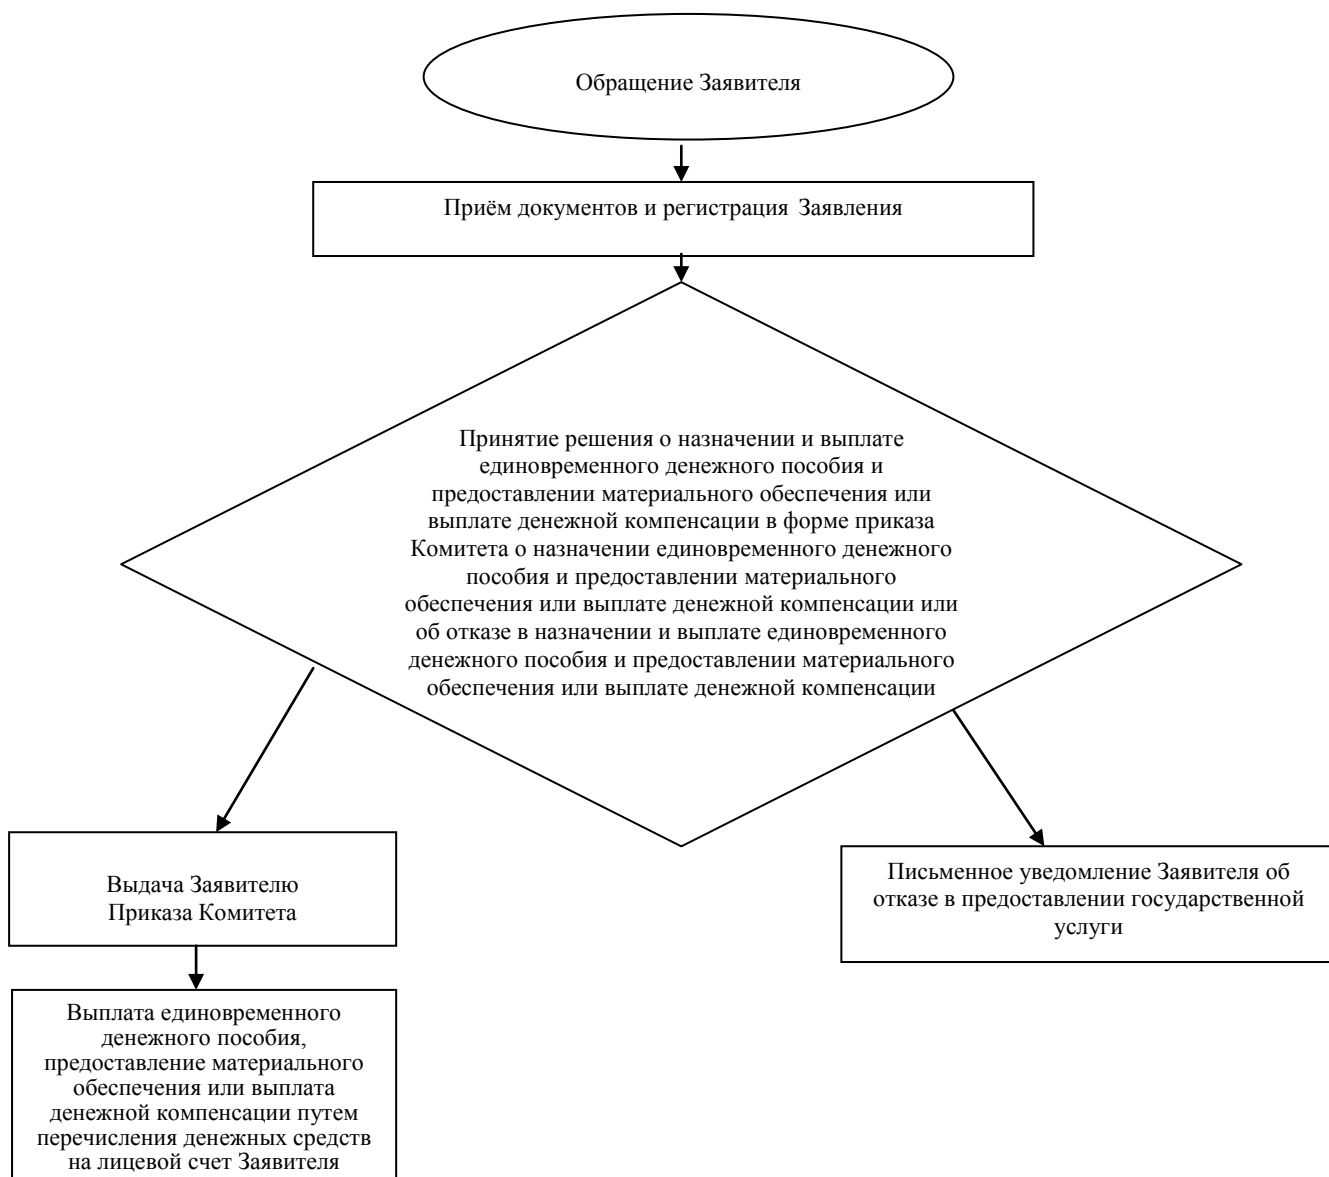 Обращение Заявителя
Приём документов и регистрация Заявления
Принятие решения о назначении и выплате
единовременного денежного пособия и
предоставлении материального обеспечения или
выплате денежной компенсации в форме приказа
Комитета о назначении единовременного денежного
пособия и предоставлении материального
обеспечения или выплате денежной компенсации или
об отказе в назначении и выплате единовременного
денежного пособия и предоставлении материального
обеспечения или выплате денежной компенсации
Выдача Заявителю
Приказа Комитета
Письменное уведомление Заявителя об
отказе в предоставлении государственной
услуги
Выплата единовременного
денежного пособия,
предоставление материального
обеспечения или выплата
денежной компенсации путем
перечисления денежных средств
на лицевой счет Заявителя